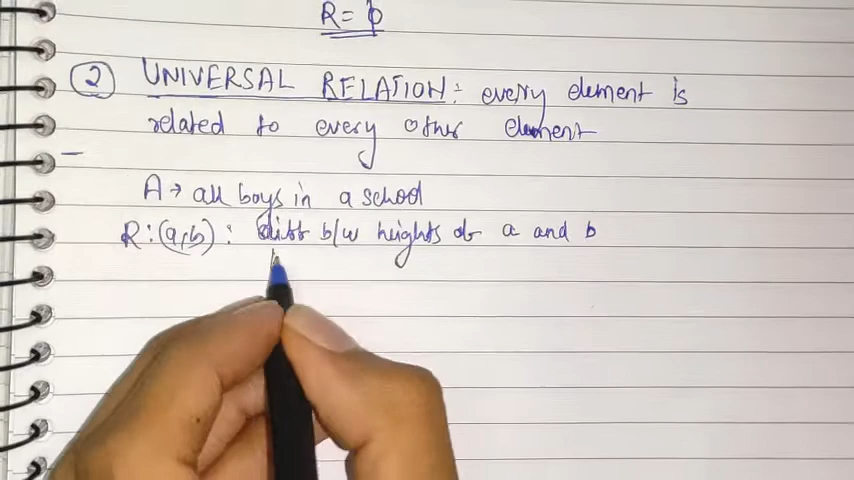 R = φ
② UNIVERSAL RELATION : every element is
related to every other element
A → all boys in a school
R : (a,b) : diff b/w heights of a and b